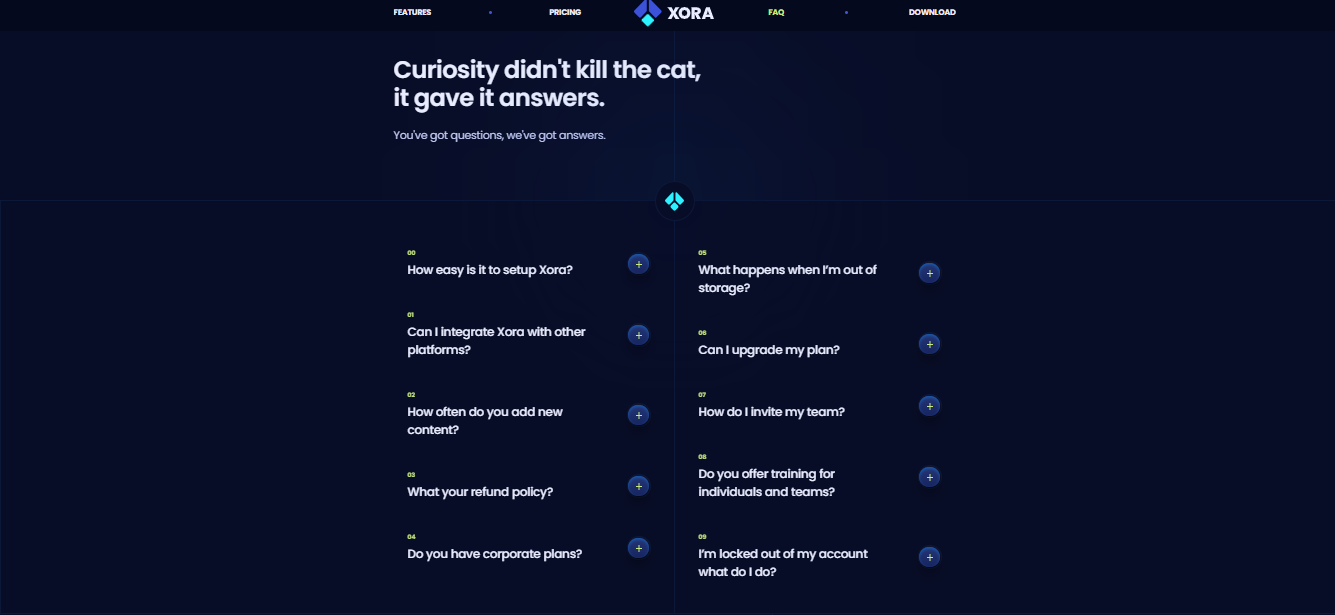 FEATURES
PRICING
XORA
FAQ
DOWNLOAD
Curiosity didn't kill the cat,
it gave it answers.
You've got questions, we've got answers.
00
How easy is it to setup Xora?
01
Can I integrate Xora with other
platforms?
02
How often do you add new
content?
03
What your refund policy?
04
Do you have corporate plans?
05
What happens when I’m out of
storage?
06
Can I upgrade my plan?
07
How do I invite my team?
08
Do you offer training for
individuals and teams?
09
I’m locked out of my account
what do I do?